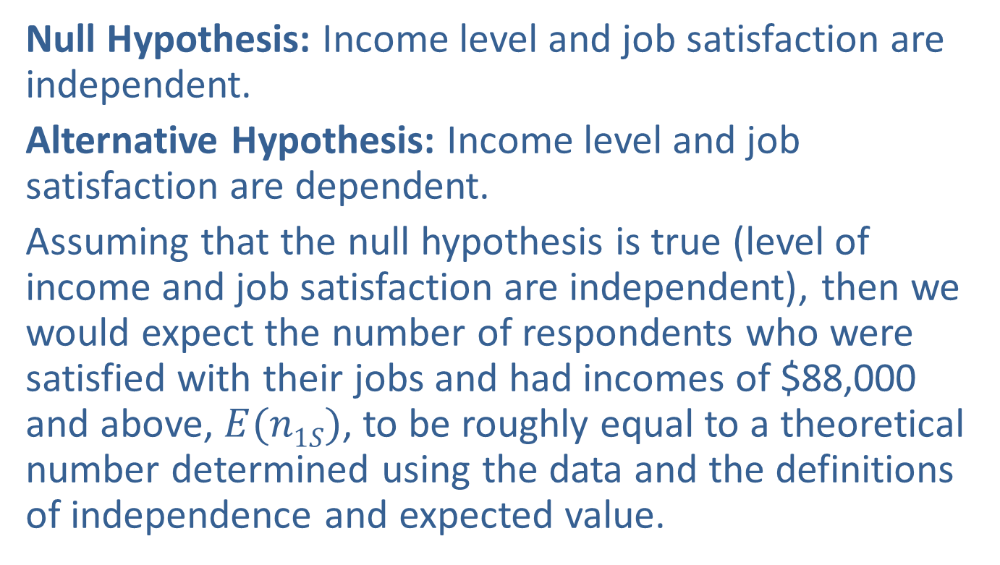 Null Hypothesis: Income level and job satisfaction are
independent.
Alternative Hypothesis: Income level and job
satisfaction are dependent.
Assuming that the null hypothesis is true (level of
income and job satisfaction are independent), then we
would expect the number of respondents who were
satisfied with their jobs and had incomes of $88,000
and above, 𝐸(𝑛₁𝑆), to be roughly equal to a theoretical
number determined using the data and the definitions
of independence and expected value.